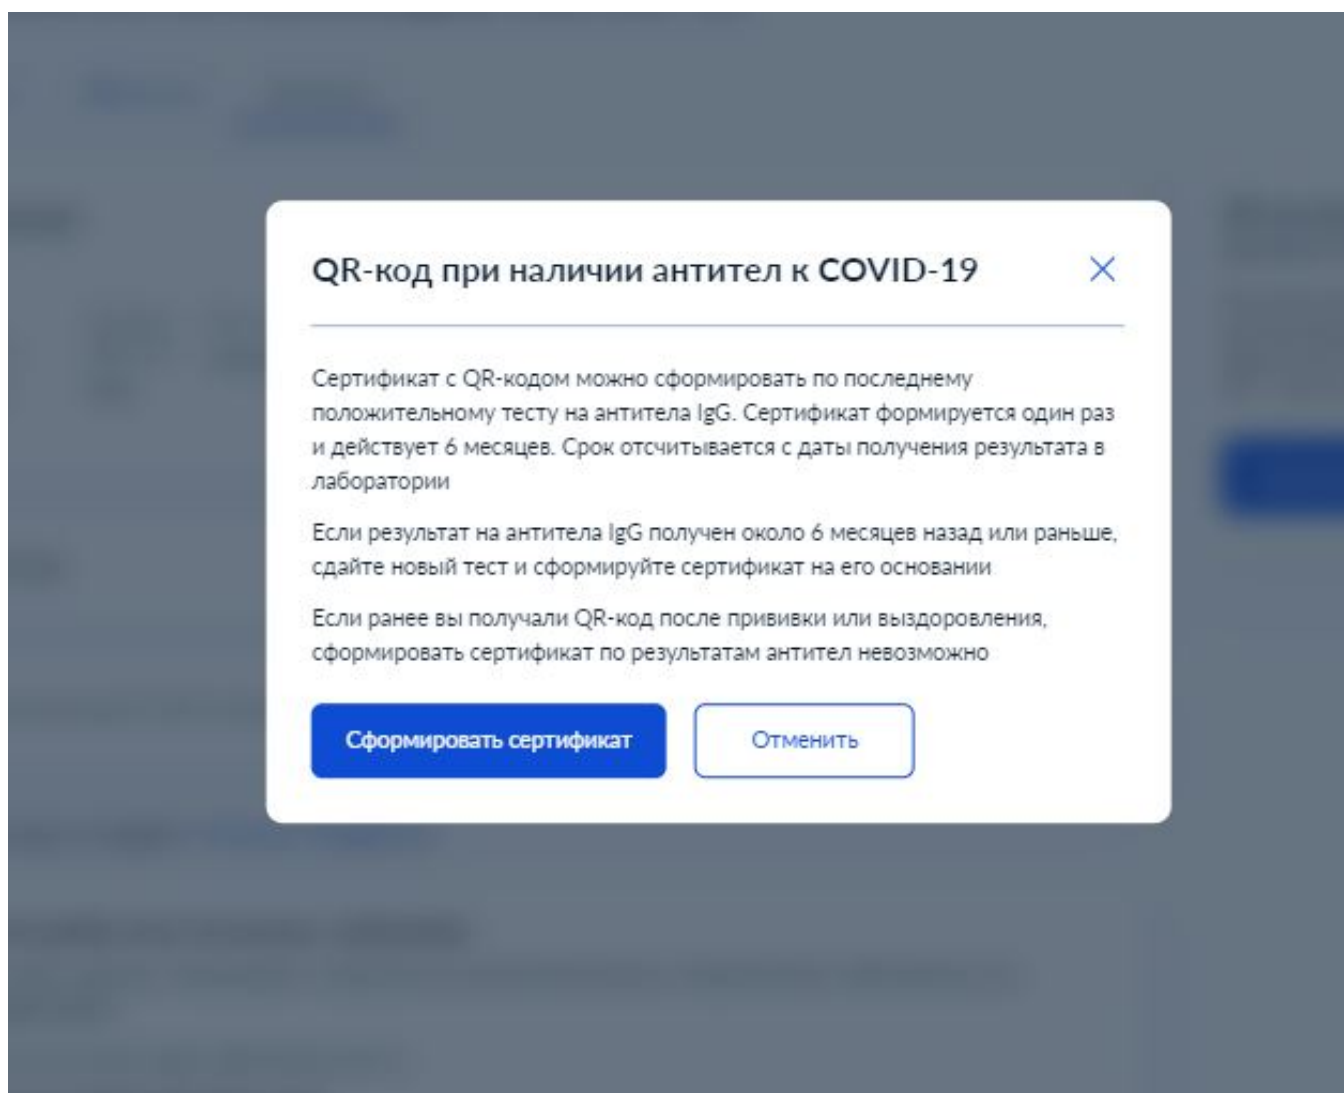 QR-код при наличии антител к COVID-19
Сертификат с QR-кодом можно сформировать по последнему
положительному тесту на антитела IgG. Сертификат формируется один раз
и действует 6 месяцев. Срок отсчитывается с даты получения результата в
лаборатории
Если результат на антитела IgG получен около 6 месяцев назад или раньше,
сдайте новый тест и сформируйте сертификат на его основании
Если ранее вы получали QR-код после прививки или выздоровления,
сформировать сертификат по результатам антител невозможно
Сформировать сертификат
Отменить